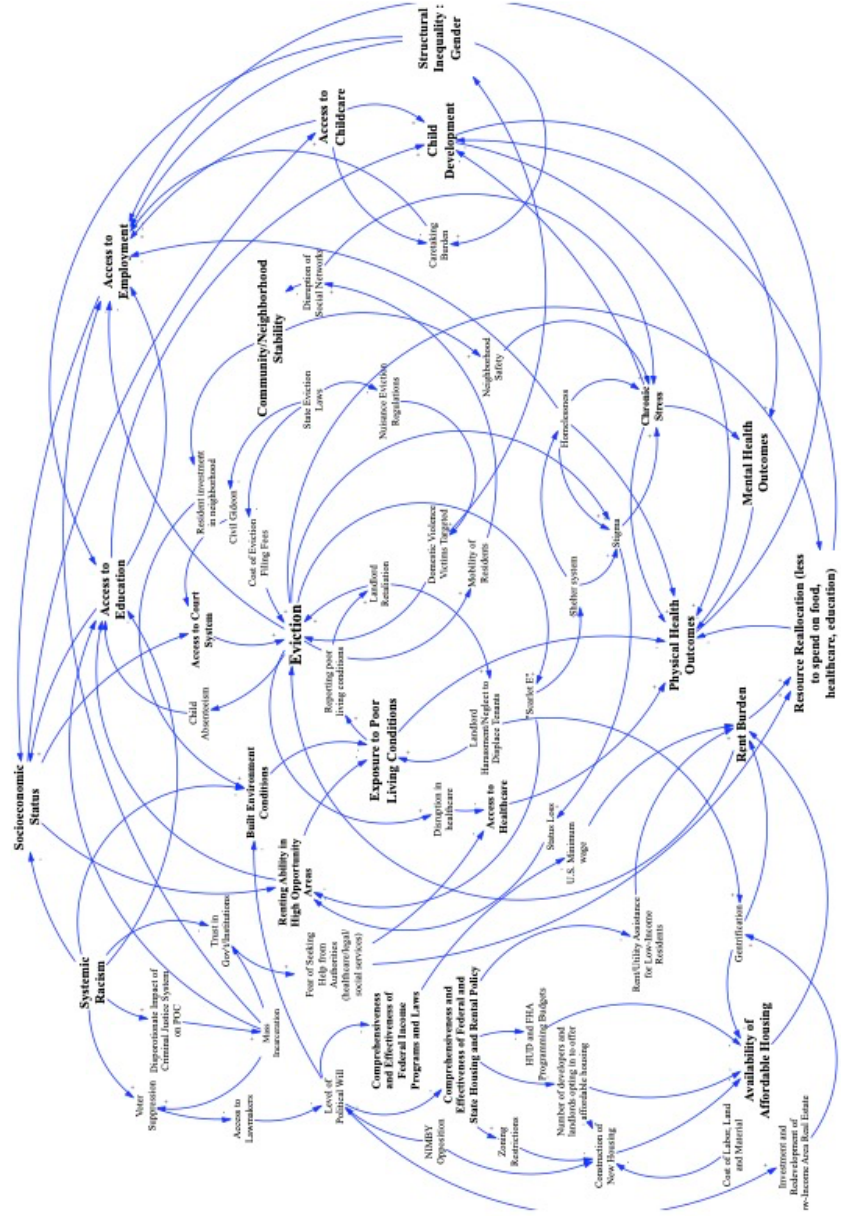 Socioeconomic
Status
Systemic
Racism
Disporotionate Impact of
Criminal Justice System
on POC
Voter
Suppression
Access to
Lawmakers
Mass
Incarceration
Trust in
Gov't/Institutions
Fear of Seeking
Help from
Authorities
(healthcare/legal/
social services)
Level of
Political Will
NIMBY
Opposition
Zoning
Restrictions
Construction of
New Housing
Cost of Labor, Land
and Material
Investment and
Redevelopment of
w-Income Area Real Estate
Comprehensiveness
and Effectiveness of
Federal Income
Programs and Laws
Comprehensiveness and
Effectiveness of Federal and
State Housing and Rental Policy
HUD and FHA
Programming Budgets
Number of developers and
landlords opting in to offer
affordable housing
Availability of
Affordable Housing
Rent/Utility Assistance
for Low-Income
Residents
Gentrification
Rent Burden
Resource Reallocation (less
to spend on food,
healthcare, education)
Access to
Education
Access to
Employment
Access to
Childcare
Structural
Inequality :
Gender
Child
Development
Caretaking
Burden
Disruption of
Social Networks
Community/Neighborhood
Stability
State Eviction
Laws
Nuisance Eviction
Regulations
Neighborhood
Safety
Resident investment
in neighborhood
Civil Gideon
Cost of Eviction
Filing Fees
Access to Court
System
Child
Absenteeism
Built Environment
Conditions
Renting Ability in
High Opportunity
Areas
Eviction
Reporting poor
living conditions
Landlord
Retaliation
Domestic Violence
Victims Targeted
Mobility of
Residents
Exposure to Poor
Living Conditions
Landlord
Harassment/Neglect to
Displace Tenants
"Scarlet E"
Disruption in
healthcare
Access to
Healthcare
Status Loss
U.S. Minimum
wage
Shelter system
Stigma
Homelessness
Chronic
Stress
Mental Health
Outcomes
Physical Health
Outcomes